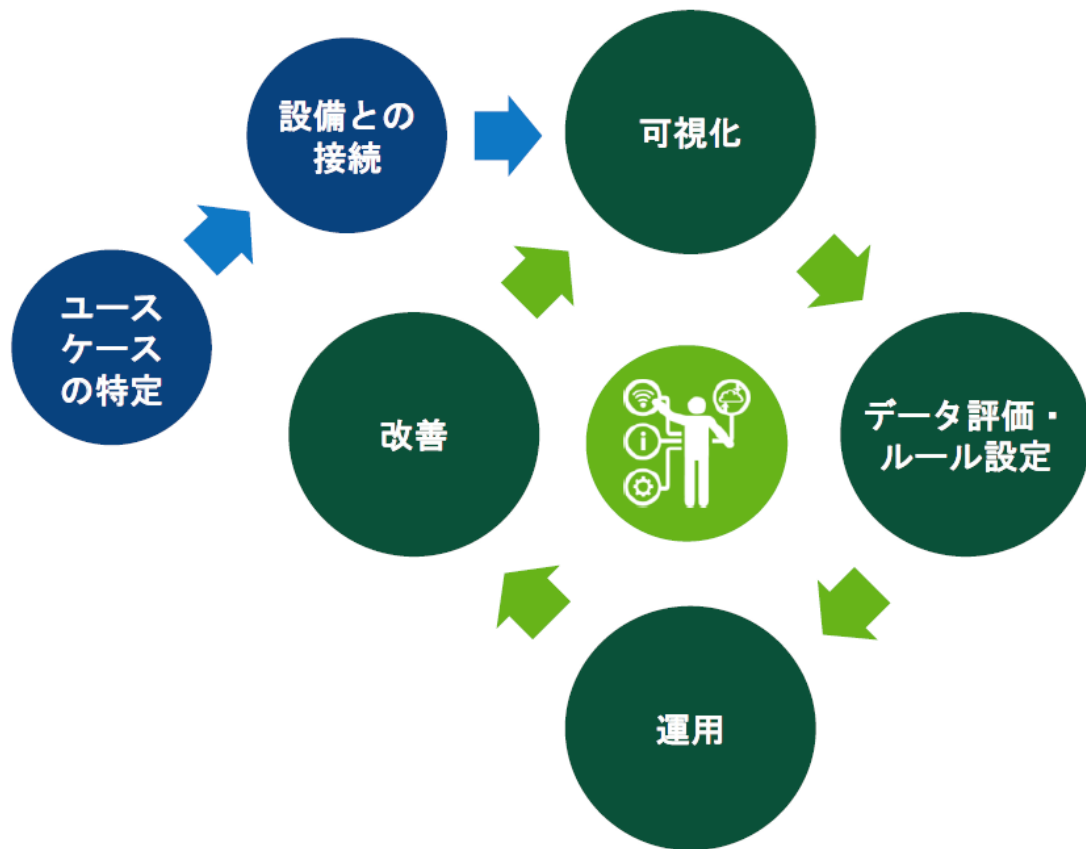 ユース
ケース
の特定
設備との
接続
可視化
データ評価・
ルール設定
運用
改善